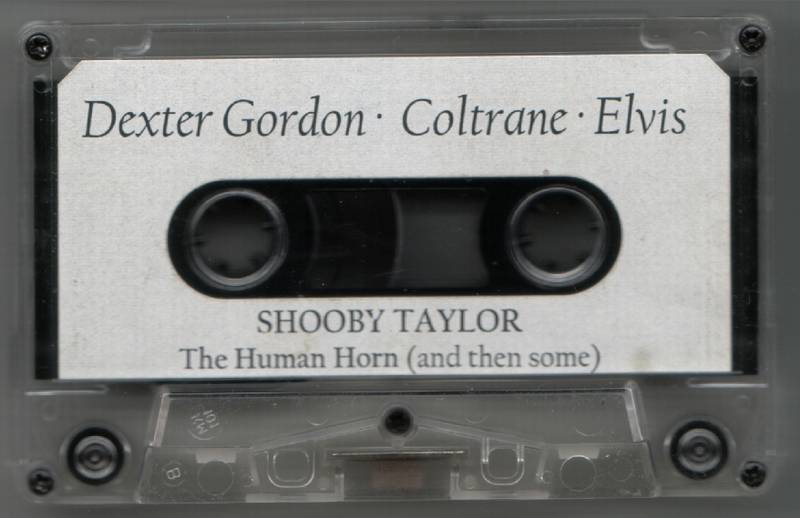 Dexter Gordon · Coltrane · Elvis
SHOOBY TAYLOR
The Human Horn (and then some)
B